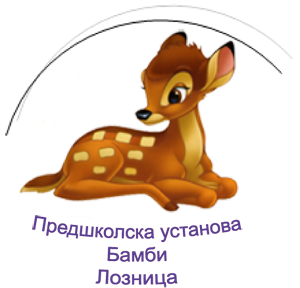 Предшколска установа
Бамби
Лозница